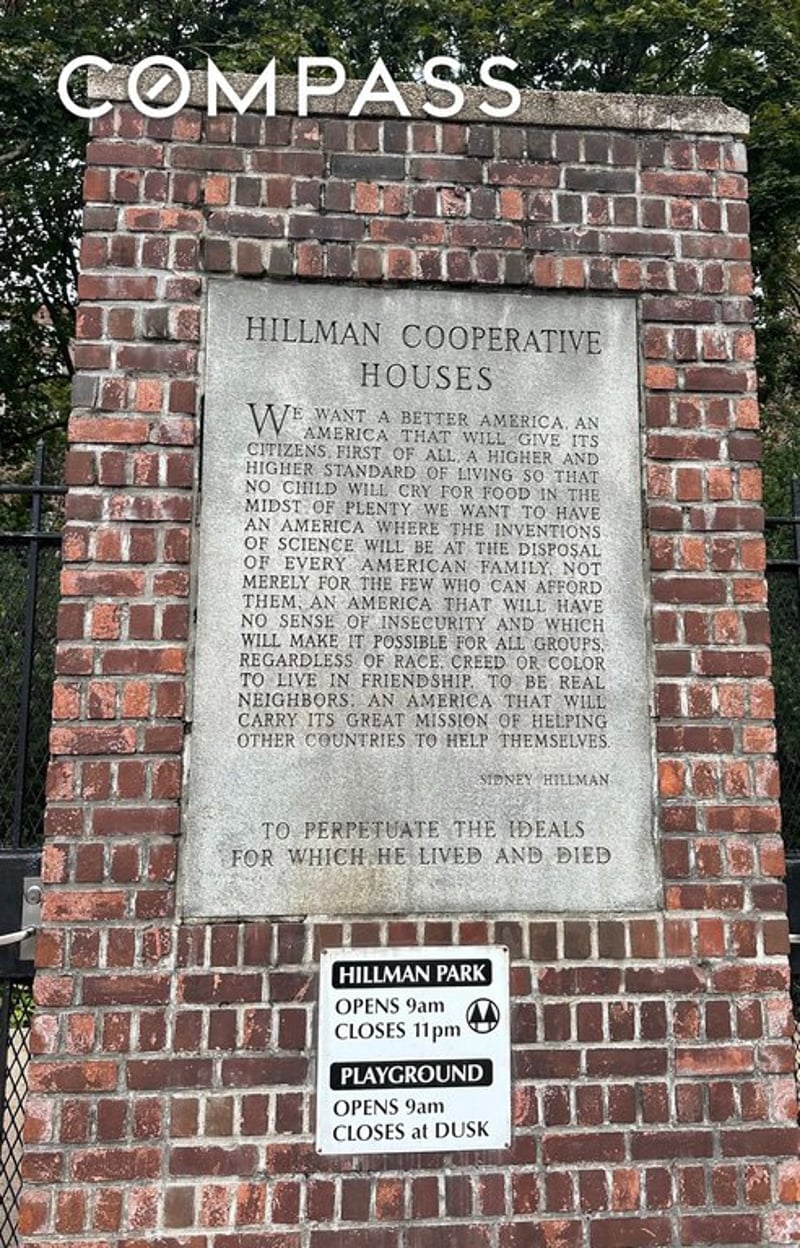 COMPASS
HILLMAN COOPERATIVE
HOUSES
WE WANT A BETTER AMERICA, AN
AMERICA THAT WILL GIVE ITS
CITIZENS, FIRST OF ALL, A HIGHER AND
HIGHER STANDARD OF LIVING SO THAT
NO CHILD WILL CRY FOR FOOD IN THE
MIDST OF PLENTY. WE WANT TO HAVE
AN AMERICA WHERE THE INVENTIONS
OF SCIENCE WILL BE AT THE DISPOSAL
OF EVERY AMERICAN FAMILY, NOT
MERELY FOR THE FEW WHO CAN AFFORD
THEM; AN AMERICA THAT WILL HAVE
NO SENSE OF INSECURITY AND WHICH
WILL MAKE IT POSSIBLE FOR ALL GROUPS,
REGARDLESS OF RACE, CREED OR COLOR
TO LIVE IN FRIENDSHIP, TO BE REAL
NEIGHBORS; AN AMERICA THAT WILL
CARRY ITS GREAT MISSION OF HELPING
OTHER COUNTRIES TO HELP THEMSELVES.
SIDNEY HILLMAN
TO PERPETUATE THE IDEALS
FOR WHICH HE LIVED AND DIED
HILLMAN PARK
OPENS 9am
CLOSES 11pm
PLAYGROUND
OPENS 9am
CLOSES at DUSK